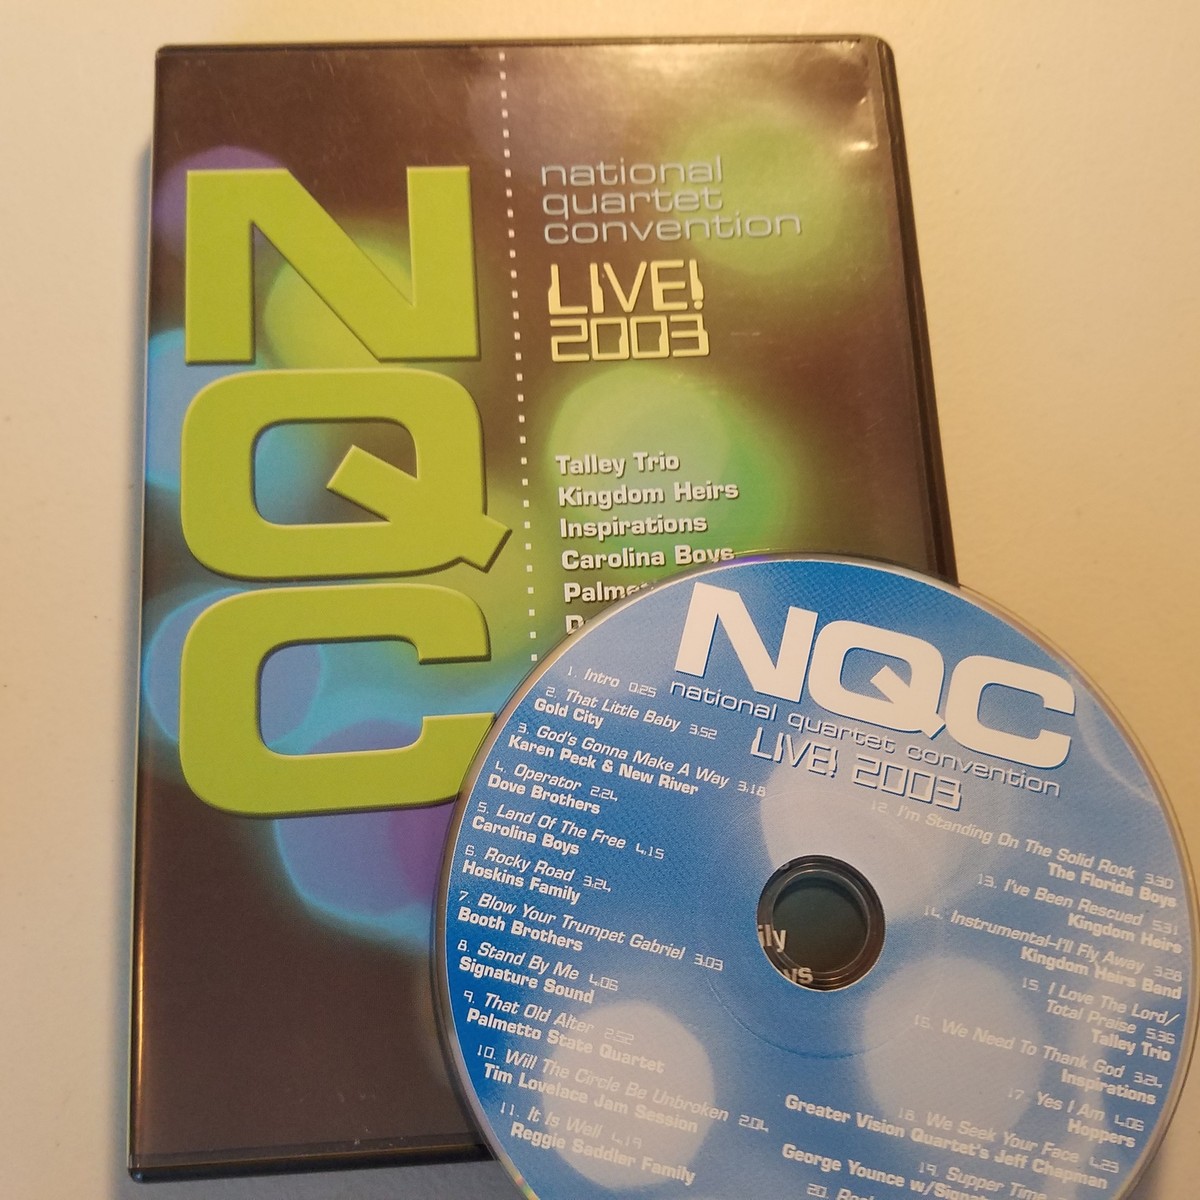 N
Q
C
national
quartet
convention
LIVE!
2003
Talley Trio
Kingdom Heirs
Inspirations
Carolina Boys
NQC
national quartet convention
LIVE! 2003
1. Intro 0:25
2. That Little Baby 3:52
Gold City
3. God's Gonna Make A Way 3:18
Karen Peck & New River
4. Operator 2:24
Dove Brothers
5. Land Of The Free 4:15
Carolina Boys
6. Rocky Road 3:24
Hoskins Family
7. Blow Your Trumpet Gabriel 3:03
Booth Brothers
8. Stand By Me 4:06
Signature Sound
9. That Old Alter 2:52
Palmetto State Quartet
10. Will The Circle Be Unbroken 2:04
Tim Lovelace Jam Session
11. It Is Well 4:19
Reggie Saddler Family
12. I'm Standing On The Solid Rock 3:30
The Florida Boys
13. I've Been Rescued 5:31
Kingdom Heirs
14. Instrumental-I'll Fly Away 3:28
Kingdom Heirs Band
15. I Love The Lord/
Total Praise 5:36
Talley Trio
16. We Need To Thank God 3:24
Inspirations
17. Yes I Am 4:06
Hoppers
18. We Seek Your Face 4:23
Greater Vision Quartet's Jeff Chapman
19. Supper
George Younce
20.